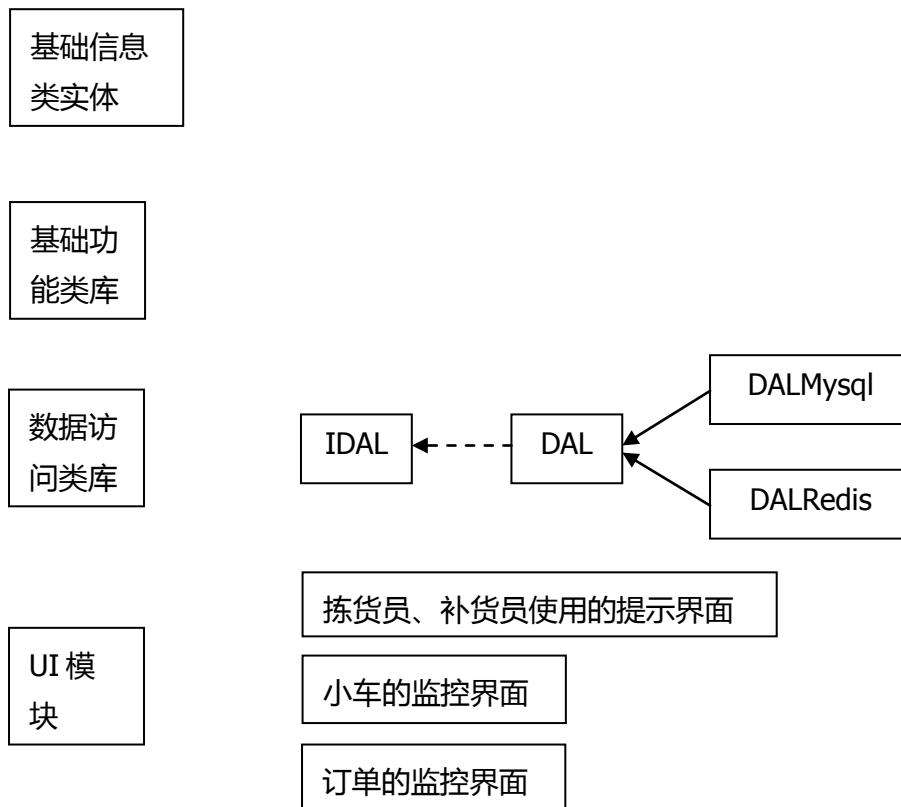 基础信息
类实体
基础功
能类库
数据访
问类库
IDAL
DAL
DALMysql
DALRedis
UI 模
块
拣货员、补货员使用的提示界面
小车的监控界面
订单的监控界面